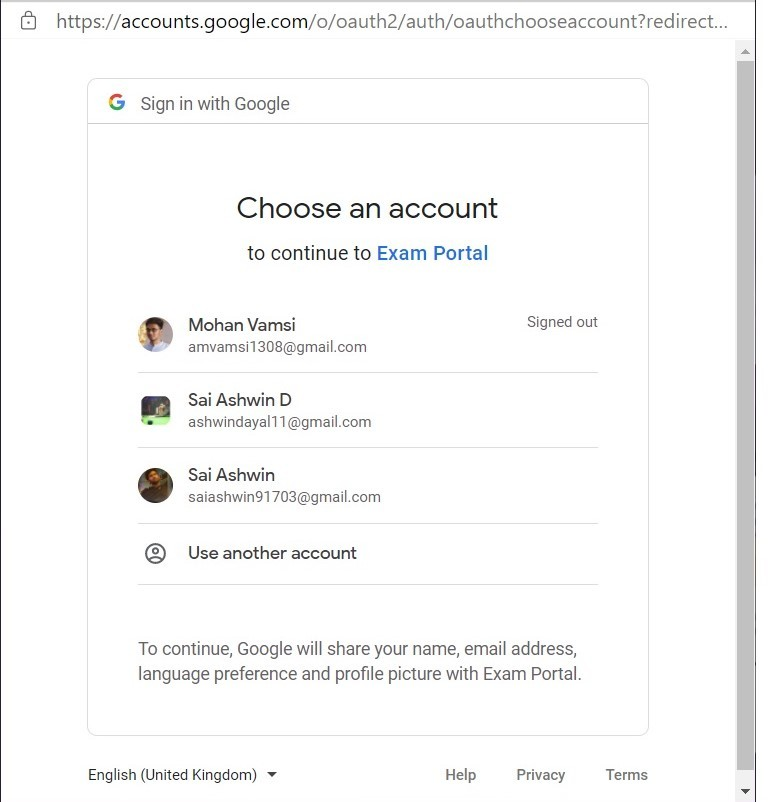 https://accounts.google.com/o/oauth2/auth/oauthchooseaccount?redirect...
Sign in with Google
Choose an account
to continue to Exam Portal
Mohan Vamsi
Signed out
amvamsi1308@gmail.com
Sai Ashwin D
ashwindayal11@gmail.com
Sai Ashwin
saiashwin91703@gmail.com
Use another account
To continue, Google will share your name, email address,
language preference and profile picture with Exam Portal.
English (United Kingdom) Help Privacy Terms